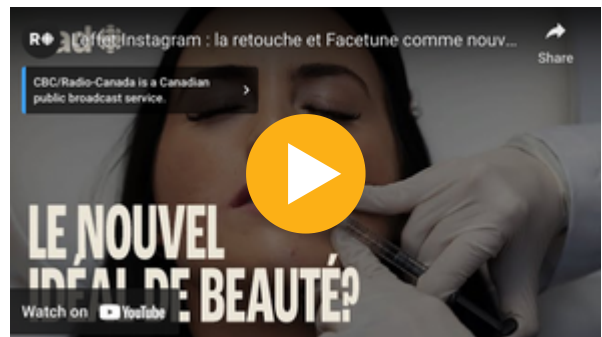 L'effet Instagram : la retouche et Facetune comme nouv...
Share
CBC/Radio-Canada is a Canadian
public broadcast service.
LE NOUVEL
IDÉAL DE BEAUTÉ?
Watch on YouTube